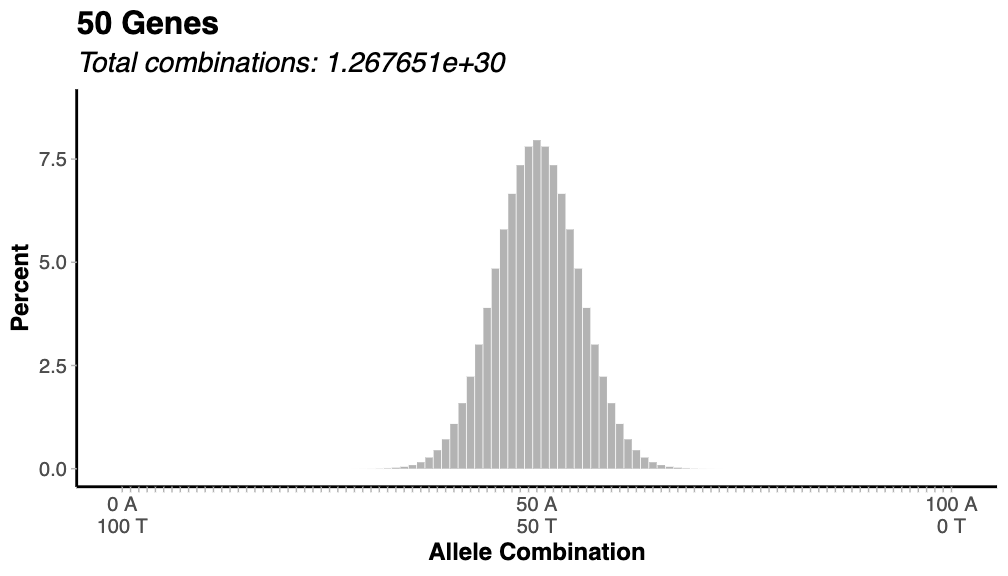 50 Genes
Total combinations: 1.267651e+30
Percent
7.5
5.0
2.5
0.0
0 A
100 T
50 A
50 T
100 A
0 T
Allele Combination